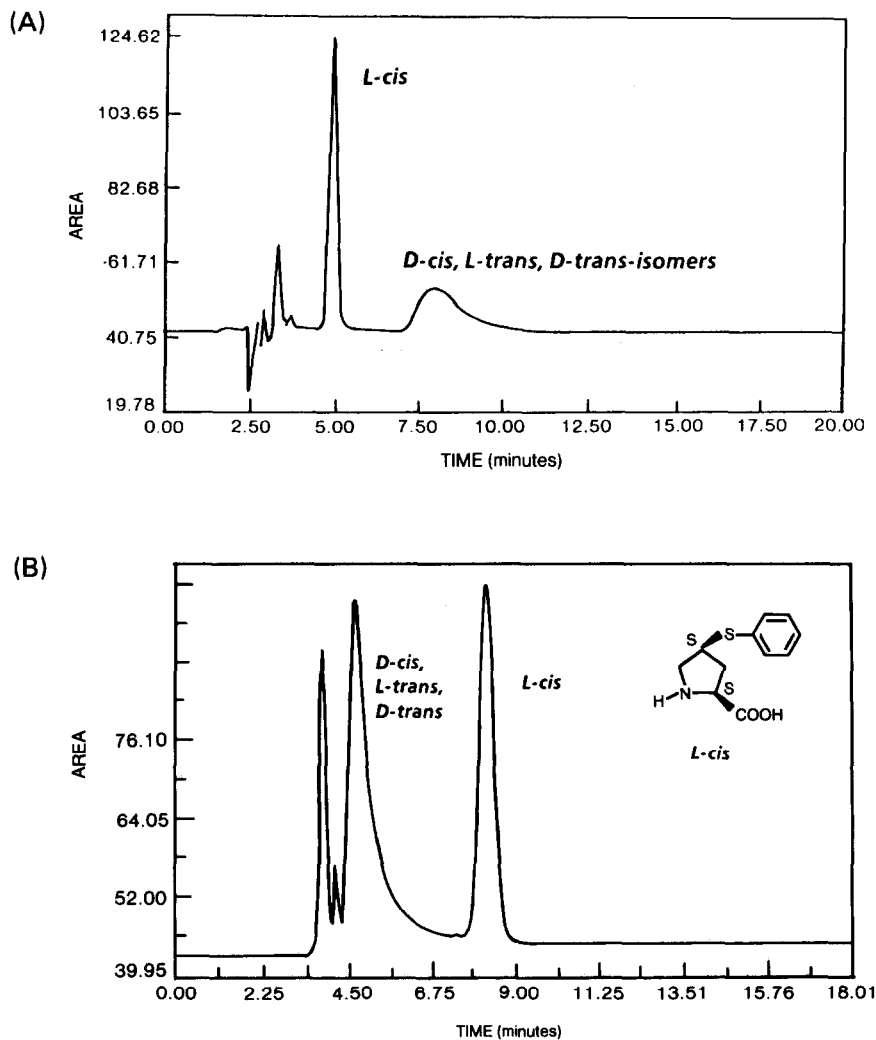 (A)
124.62
103.65
82.68
-61.71
40.75
19.78
AREA
L-cis
D-cis, L-trans, D-trans-isomers
0.00 2.50 5.00 7.50 10.00 12.50 15.00 17.50 20.00
TIME (minutes)
(B)
76.10
64.05
52.00
39.95
AREA
D-cis,
L-trans,
D-trans
L-cis
S S
S
H N
COOH
L-cis
0.00 2.25 4.50 6.75 9.00 11.25 13.51 15.76 18.01
TIME (minutes)